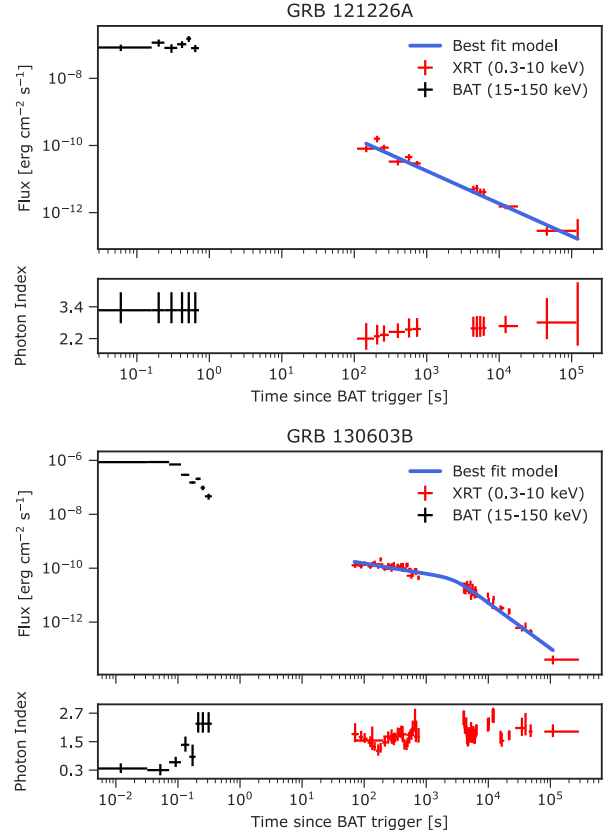 GRB 121226A
Flux [erg cm⁻² s⁻¹]
10⁻⁸
10⁻¹⁰
10⁻¹²
Best fit model
XRT (0.3-10 keV)
BAT (15-150 keV)
Photon Index
3.4
2.2
10⁻¹ 10⁰ 10¹ 10² 10³ 10⁴ 10⁵
Time since BAT trigger [s]
GRB 130603B
Flux [erg cm⁻² s⁻¹]
10⁻⁶
10⁻⁸
10⁻¹⁰
10⁻¹²
Best fit model
XRT (0.3-10 keV)
BAT (15-150 keV)
Photon Index
2.7
1.5
0.3
10⁻² 10⁻¹ 10⁰ 10¹ 10² 10³ 10⁴ 10⁵
Time since BAT trigger [s]